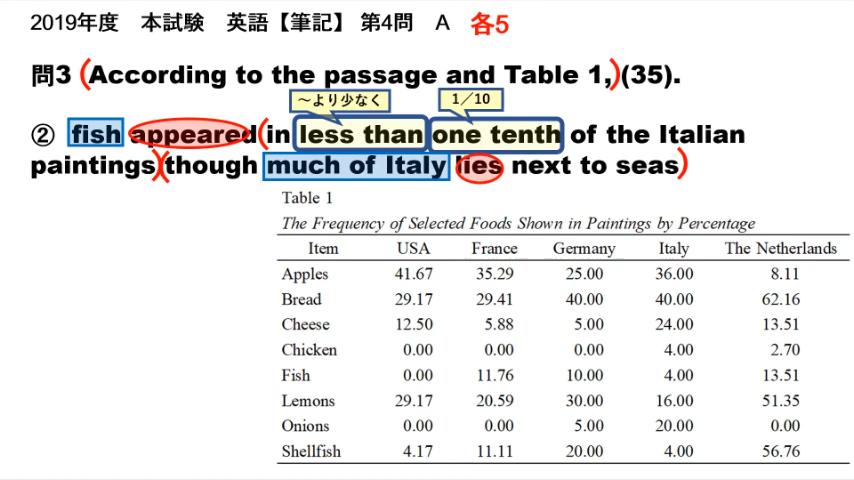 2019年度 本試験 英語【筆記】 第4問 A 各5
問3 (According to the passage and Table 1,) (35).
～より少なく 1／10
② fish appeared (in less than one tenth of the Italian
paintings) (though much of Italy lies next to seas)
Table 1
The Frequency of Selected Foods Shown in Paintings by Percentage
Item USA France Germany Italy The Netherlands
Apples 41.67 35.29 25.00 36.00 8.11
Bread 29.17 29.41 40.00 40.00 62.16
Cheese 12.50 5.88 5.00 24.00 13.51
Chicken 0.00 0.00 0.00 4.00 2.70
Fish 0.00 11.76 10.00 4.00 13.51
Lemons 29.17 20.59 30.00 16.00 51.35
Onions 0.00 0.00 5.00 20.00 0.00
Shellfish 4.17 11.11 20.00 4.00 56.76